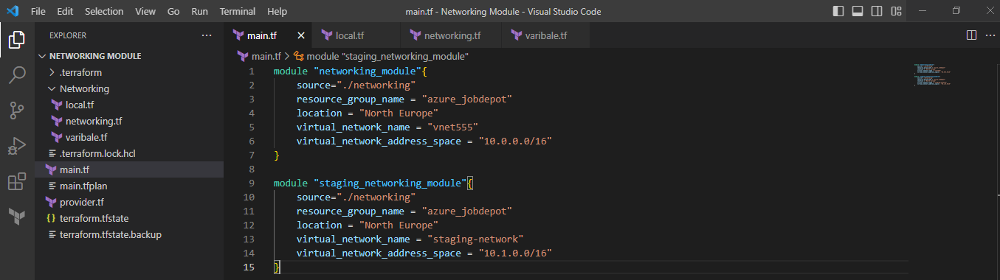 File Edit Selection View Go Run Terminal Help main.tf - Networking Module - Visual Studio Code
EXPLORER
NETWORKING MODULE
.terraform
Networking
local.tf
networking.tf
varibale.tf
.terraform.lock.hcl
main.tf
main.tfplan
provider.tf
terraform.tfstate
terraform.tfstate.backup
main.tf local.tf networking.tf varibale.tf
main.tf > module "staging_networking_module"
1 module "networking_module"{
2 source="./networking"
3 resource_group_name = "azure_jobdepot"
4 location = "North Europe"
5 virtual_network_name = "vnet555"
6 virtual_network_address_space = "10.0.0.0/16"
7 }
8
9 module "staging_networking_module"{
10 source="./networking"
11 resource_group_name = "azure_jobdepot"
12 location = "North Europe"
13 virtual_network_name = "staging-network"
14 virtual_network_address_space = "10.1.0.0/16"
15 }